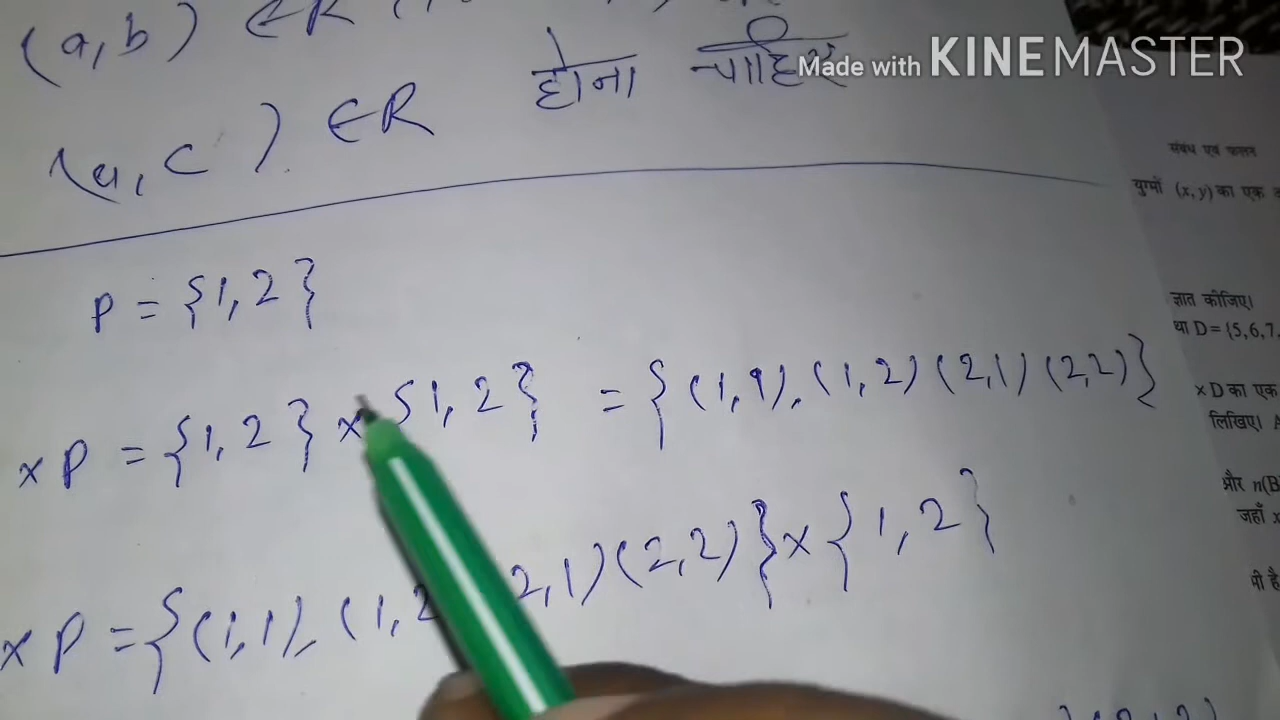 (a, b) ∈R
Made with KINEMASTER
(a, c). ∈R होना चाहिए
संबंध एवं फलन
युग्मों (x, y) का एक
P = {1, 2}
ज्ञात कीजिए।
था D = {5, 6, 7,
x P = {1, 2} x {1, 2} = {(1, 1), (1, 2) (2, 1) (2, 2)}
x D का एक
लिखिए।
और n(B
जहाँ x
x P = {(1, 1), (1, 2 2, 1) (2, 2)} x {1, 2}
भी है